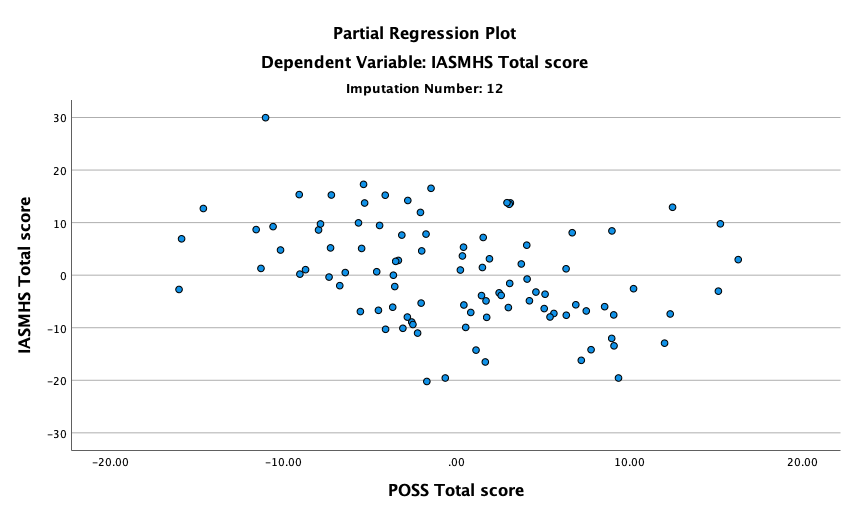 Partial Regression Plot
Dependent Variable: IASMHS Total score
Imputation Number: 12
IASMHS Total score
30
20
10
0
−10
−20
−30
−20.00 −10.00 .00 10.00 20.00
POSS Total score